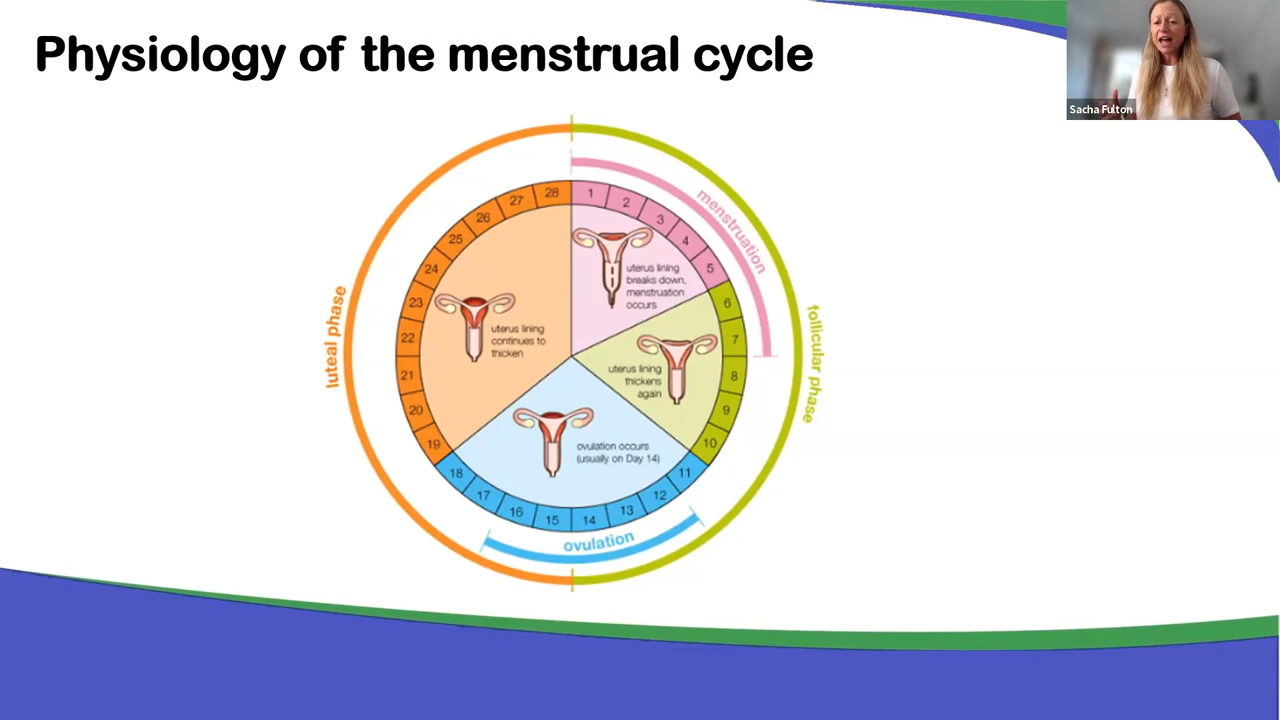 Physiology of the menstrual cycle
Sacha Fulton
menstruation
follicular phase
ovulation
luteal phase
1
2
3
4
5
6
7
8
9
10
11
12
13
14
15
16
17
18
19
20
21
22
23
24
25
26
27
28
uterus lining
breaks down,
menstruation
occurs
uterus lining
thickens
again
ovulation occurs
(usually on Day 14)
uterus lining
continues to
thicken